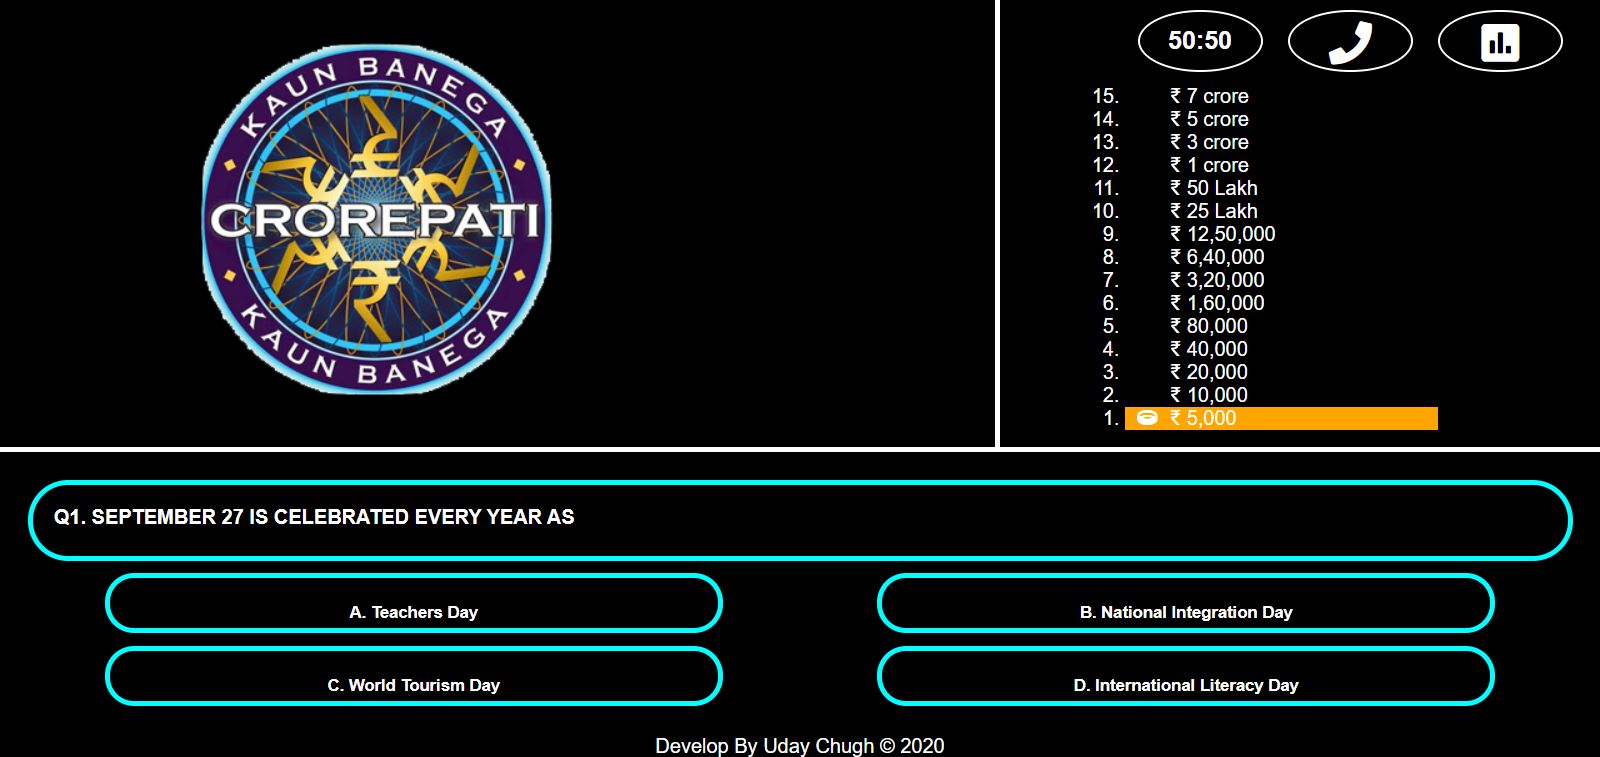 KAUN BANEGA
CROREPATI
KAUN BANEGA
50:50
15. ₹ 7 crore
14. ₹ 5 crore
13. ₹ 3 crore
12. ₹ 1 crore
11. ₹ 50 Lakh
10. ₹ 25 Lakh
9. ₹ 12,50,000
8. ₹ 6,40,000
7. ₹ 3,20,000
6. ₹ 1,60,000
5. ₹ 80,000
4. ₹ 40,000
3. ₹ 20,000
2. ₹ 10,000
1. ₹ 5,000
Q1. SEPTEMBER 27 IS CELEBRATED EVERY YEAR AS
A. Teachers Day
B. National Integration Day
C. World Tourism Day
D. International Literacy Day
Develop By Uday Chugh © 2020